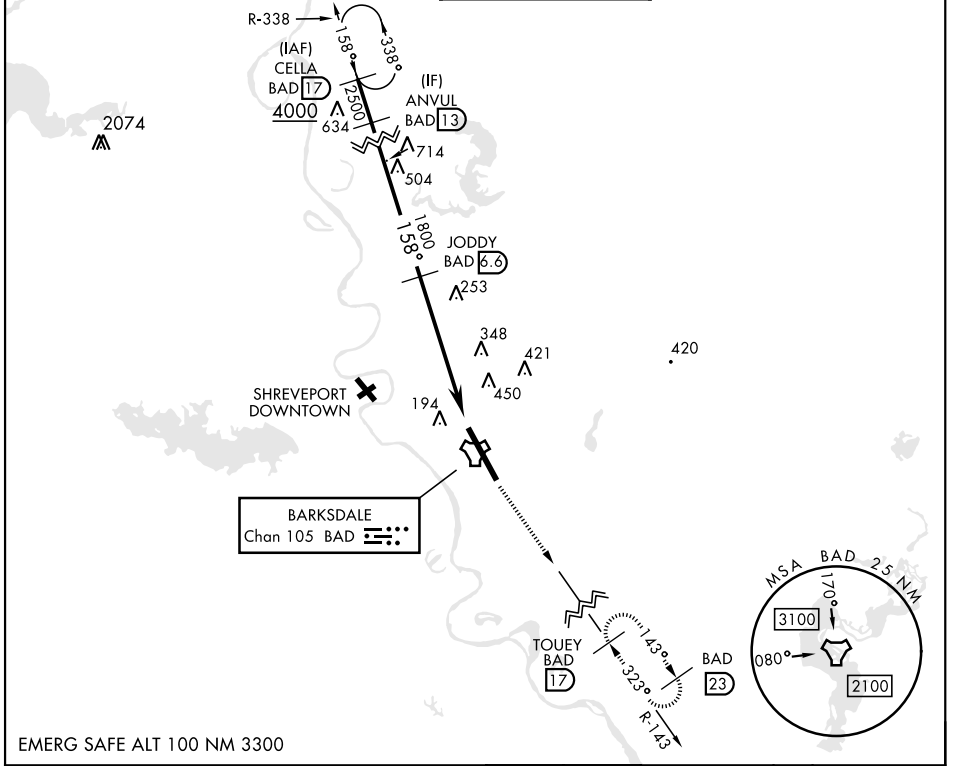 R-338
158°
338°
(IAF)
CELLA
BAD 17
4000
2500
634
(IF)
ANVUL
BAD 13
2074
714
504
1800
158°
JODDY
BAD 6.6
253
348
421
450
420
SHREVEPORT
DOWNTOWN
194
BARKSDALE
Chan 105 BAD
MSA BAD 25 NM
170°
3100
080°
2100
TOUEY
BAD
17
143°
323°
BAD
23
R-143
EMERG SAFE ALT 100 NM 3300